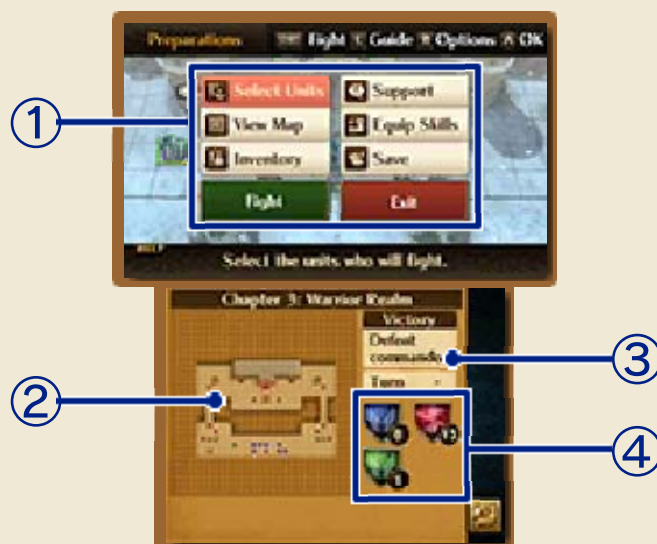 Preparations Fight Guide Options A OK
Select Units Support
View Map Equip Skills
Inventory Save
Fight Exit
Select the units who will fight.
Chapter 3: Warrior Realm
Victory
Defeat
commander
Turn -
1
2
3
4
1